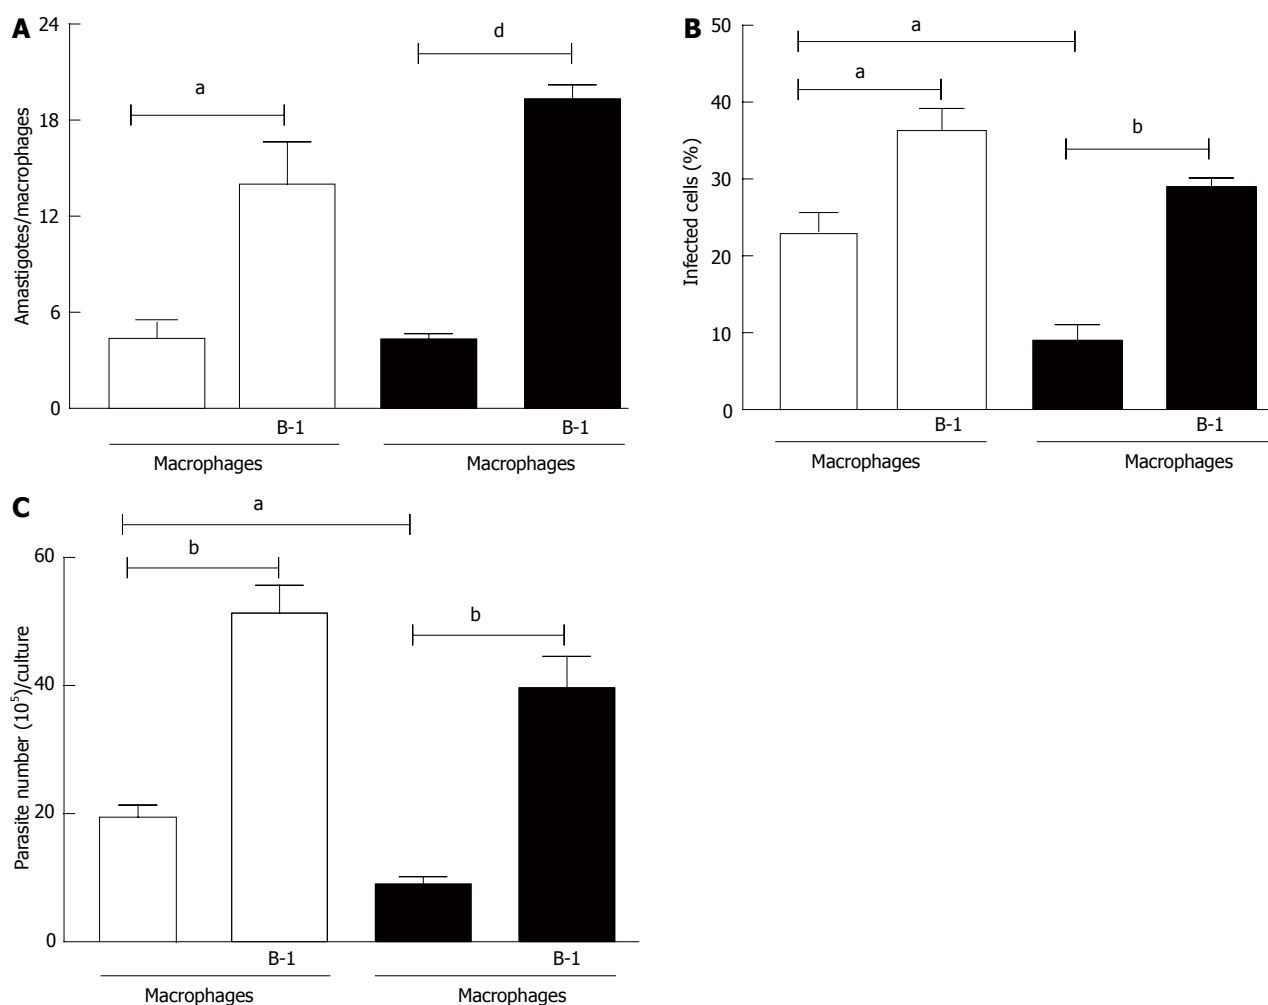 A
Amastigotes/macrophages
24
18
12
6
0
a
d
B-1
B-1
Macrophages
Macrophages
B
Infected cells (%)
50
40
30
20
10
0
a
a
b
B-1
B-1
Macrophages
Macrophages
C
Parasite number (10⁵)/culture
60
40
20
0
a
b
b
B-1
B-1
Macrophages
Macrophages